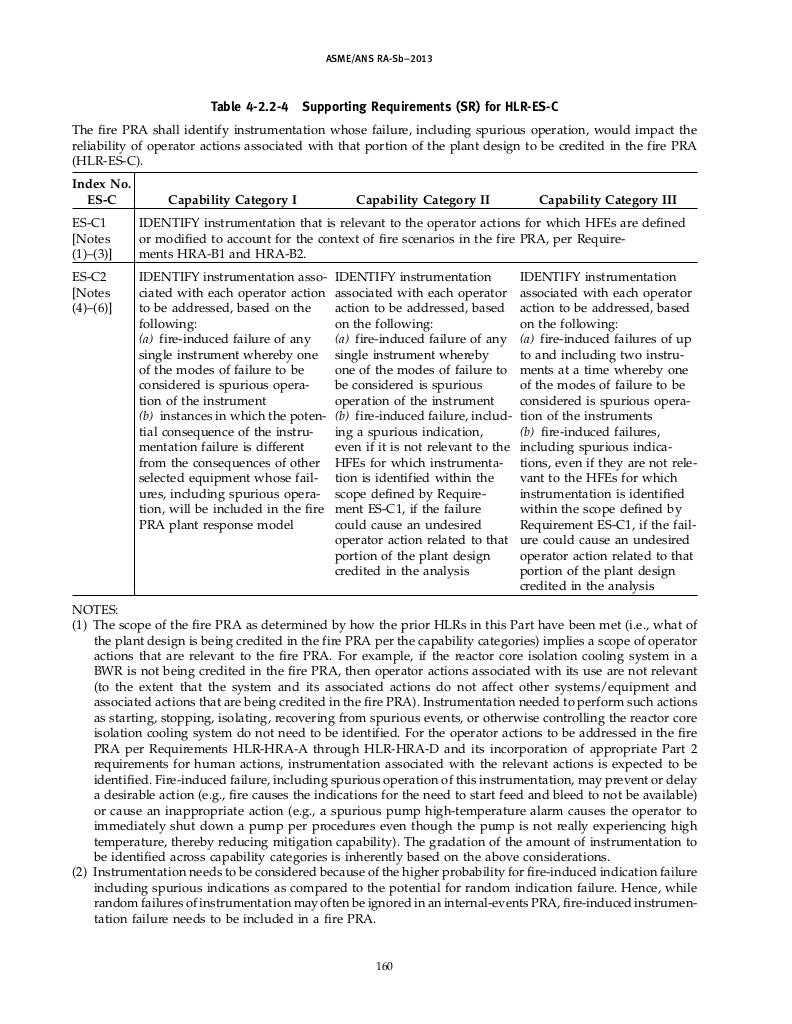 ASME/ANS RA-Sb–2013
Table 4-2.2-4 Supporting Requirements (SR) for HLR-ES-C
The fire PRA shall identify instrumentation whose failure, including spurious operation, would impact the
reliability of operator actions associated with that portion of the plant design to be credited in the fire PRA
(HLR-ES-C).
Index No.
ES-C
Capability Category I
Capability Category II
Capability Category III
ES-C1
[Notes
(1)–(3)]
IDENTIFY instrumentation that is relevant to the operator actions for which HFEs are defined
or modified to account for the context of fire scenarios in the fire PRA, per Require-
ments HRA-B1 and HRA-B2.
ES-C2
[Notes
(4)–(6)]
IDENTIFY instrumentation asso-
ciated with each operator action
to be addressed, based on the
following:
(a) fire-induced failure of any
single instrument whereby one
of the modes of failure to be
considered is spurious opera-
tion of the instrument
(b) instances in which the poten-
tial consequence of the instru-
mentation failure is different
from the consequences of other
selected equipment whose fail-
ures, including spurious opera-
tion, will be included in the fire
PRA plant response model
IDENTIFY instrumentation
associated with each operator
action to be addressed, based
on the following:
(a) fire-induced failure of any
single instrument whereby
one of the modes of failure to
be considered is spurious
operation of the instrument
(b) fire-induced failure, includ-
ing a spurious indication,
even if it is not relevant to the
HFEs for which instrumenta-
tion is identified within the
scope defined by Require-
ment ES-C1, if the failure
could cause an undesired
operator action related to that
portion of the plant design
credited in the analysis
IDENTIFY instrumentation
associated with each operator
action to be addressed, based
on the following:
(a) fire-induced failures of up
to and including two instru-
ments at a time whereby one
of the modes of failure to be
considered is spurious opera-
tion of the instruments
(b) fire-induced failures,
including spurious indica-
tions, even if they are not rele-
vant to the HFEs for which
instrumentation is identified
within the scope defined by
Requirement ES-C1, if the fail-
ure could cause an undesired
operator action related to that
portion of the plant design
credited in the analysis
NOTES:
(1) The scope of the fire PRA as determined by how the prior HLRs in this Part have been met (i.e., what of
the plant design is being credited in the fire PRA per the capability categories) implies a scope of operator
actions that are relevant to the fire PRA. For example, if the reactor core isolation cooling system in a
BWR is not being credited in the fire PRA, then operator actions associated with its use are not relevant
(to the extent that the system and its associated actions do not affect other systems/equipment and
associated actions that are being credited in the fire PRA). Instrumentation needed to perform such actions
as starting, stopping, isolating, recovering from spurious events, or otherwise controlling the reactor core
isolation cooling system do not need to be identified. For the operator actions to be addressed in the fire
PRA per Requirements HLR-HRA-A through HLR-HRA-D and its incorporation of appropriate Part 2
requirements for human actions, instrumentation associated with the relevant actions is expected to be
identified. Fire-induced failure, including spurious operation of this instrumentation, may prevent or delay
a desirable action (e.g., fire causes the indications for the need to start feed and bleed to not be available)
or cause an inappropriate action (e.g., a spurious pump high-temperature alarm causes the operator to
immediately shut down a pump per procedures even though the pump is not really experiencing high
temperature, thereby reducing mitigation capability). The gradation of the amount of instrumentation to
be identified across capability categories is inherently based on the above considerations.
(2) Instrumentation needs to be considered because of the higher probability for fire-induced indication failure
including spurious indications as compared to the potential for random indication failure. Hence, while
random failures of instrumentation may often be ignored in an internal-events PRA, fire-induced instrumen-
tation failure needs to be included in a fire PRA.
160